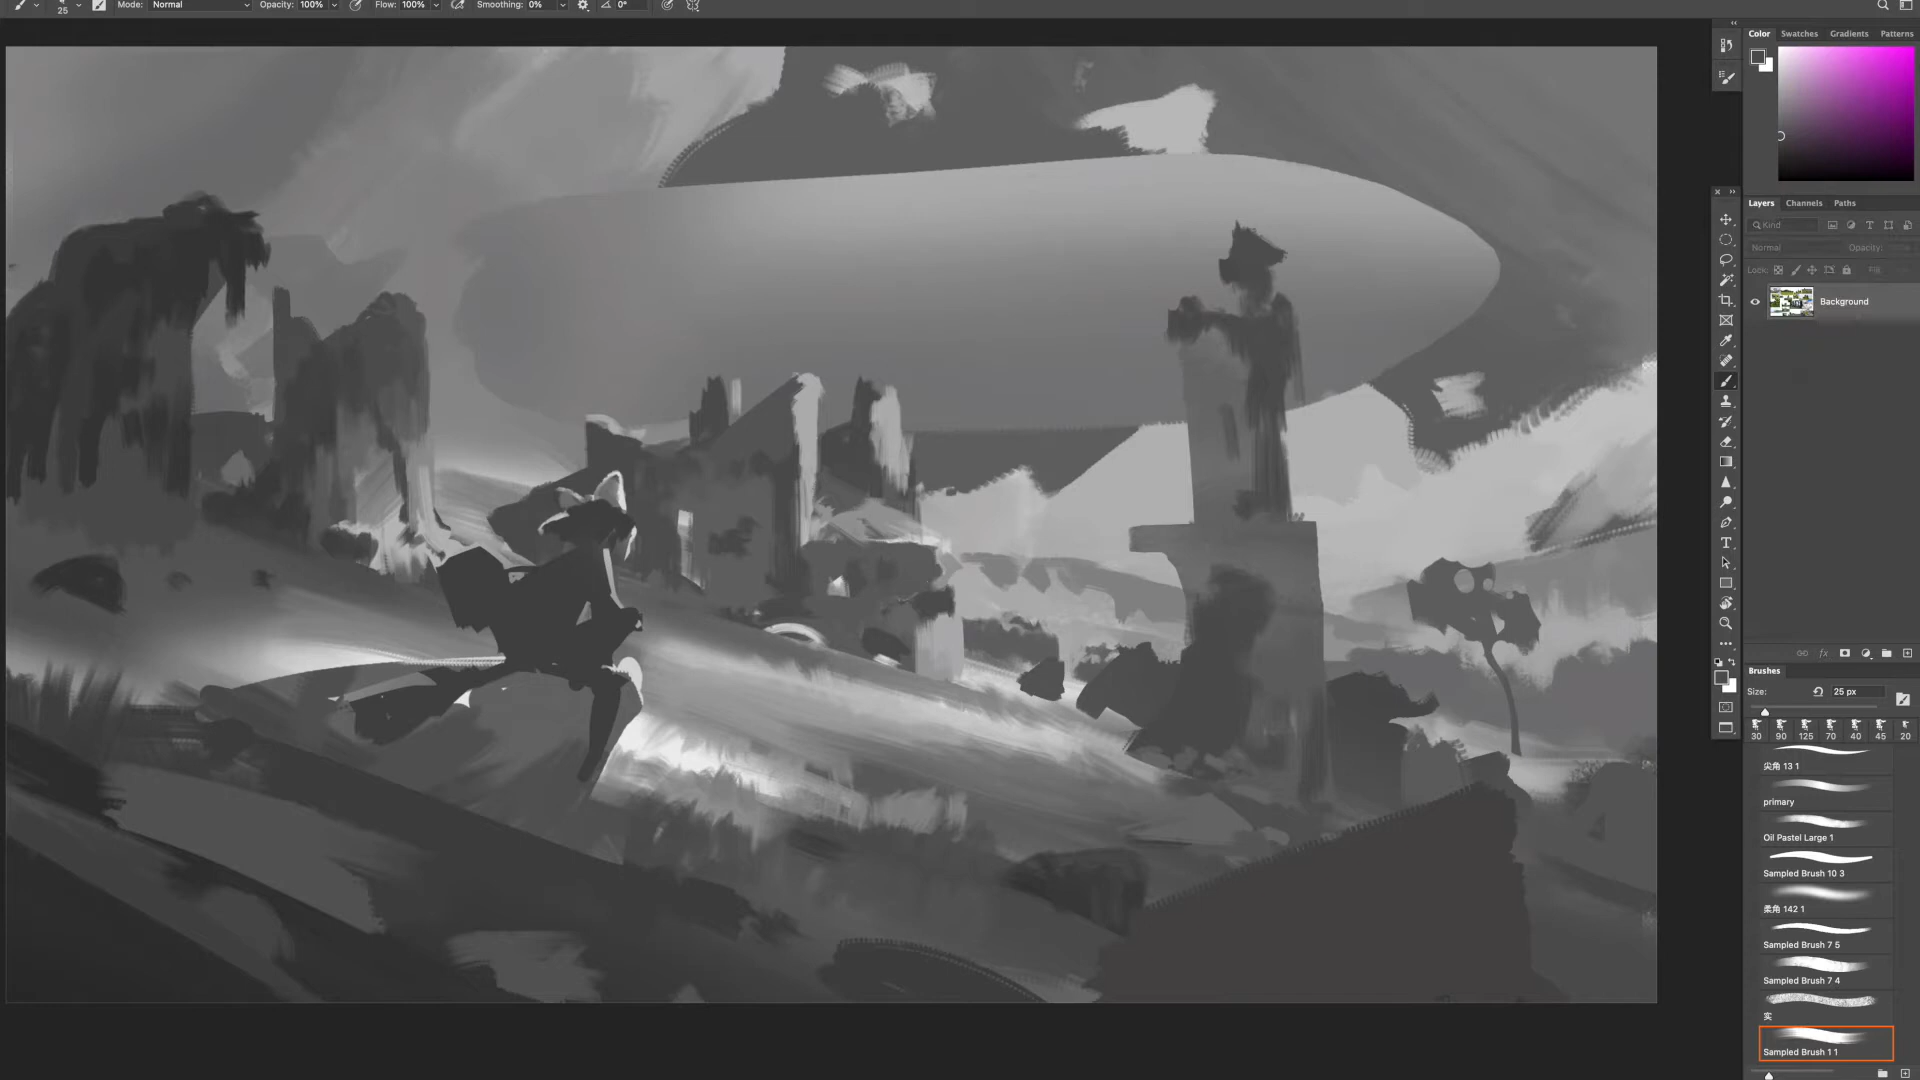 25
Mode: Normal
Opacity: 100%
Flow: 100%
Smoothing: 0%
0°
Color Swatches Gradients Patterns
Layers Channels Paths
Kind
Normal Opacity:
Lock: Fill:
Background
Brushes
Size: 25 px
30 90 125 70 40 45 20
尖角 13 1
primary
Oil Pastel Large 1
Sampled Brush 10 3
柔角 142 1
Sampled Brush 7 5
Sampled Brush 7 4
实
Sampled Brush 1 1